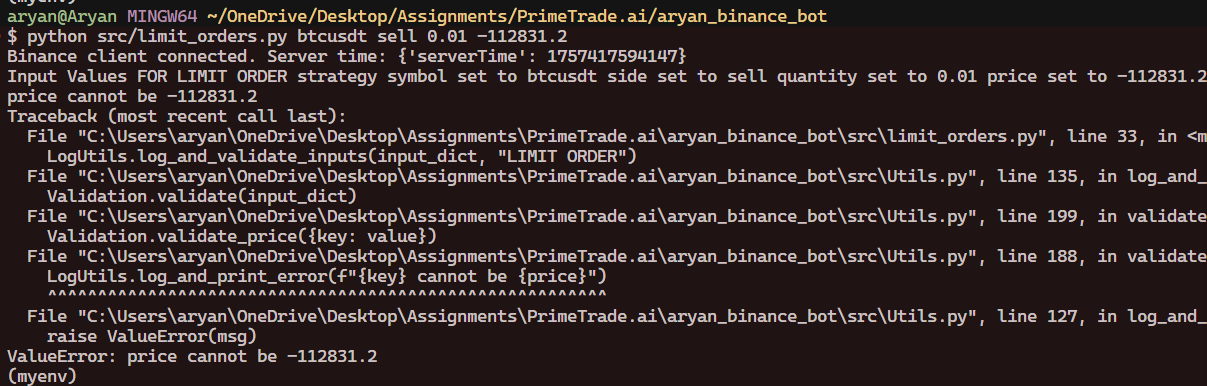 (myenv)
aryan@Aryan MINGW64 ~/OneDrive/Desktop/Assignments/PrimeTrade.ai/aryan_binance_bot
$ python src/limit_orders.py btcusdt sell 0.01 -112831.2
Binance client connected. Server time: {'serverTime': 1757417594147}
Input Values FOR LIMIT ORDER strategy symbol set to btcusdt side set to sell quantity set to 0.01 price set to -112831.2
price cannot be -112831.2
Traceback (most recent call last):
  File "C:\Users\aryan\OneDrive\Desktop\Assignments\PrimeTrade.ai\aryan_binance_bot\src\limit_orders.py", line 33, in <m
    LogUtils.log_and_validate_inputs(input_dict, "LIMIT ORDER")
  File "C:\Users\aryan\OneDrive\Desktop\Assignments\PrimeTrade.ai\aryan_binance_bot\src\Utils.py", line 135, in log_and_
    Validation.validate(input_dict)
  File "C:\Users\aryan\OneDrive\Desktop\Assignments\PrimeTrade.ai\aryan_binance_bot\src\Utils.py", line 199, in validate
    Validation.validate_price({key: value})
  File "C:\Users\aryan\OneDrive\Desktop\Assignments\PrimeTrade.ai\aryan_binance_bot\src\Utils.py", line 188, in validate
    LogUtils.log_and_print_error(f"{key} cannot be {price}")
    ^^^^^^^^^^^^^^^^^^^^^^^^^^^^^^^^^^^^^^^^^^^^^^^^^^^^^^^^
  File "C:\Users\aryan\OneDrive\Desktop\Assignments\PrimeTrade.ai\aryan_binance_bot\src\Utils.py", line 127, in log_and_
    raise ValueError(msg)
ValueError: price cannot be -112831.2
(myenv)